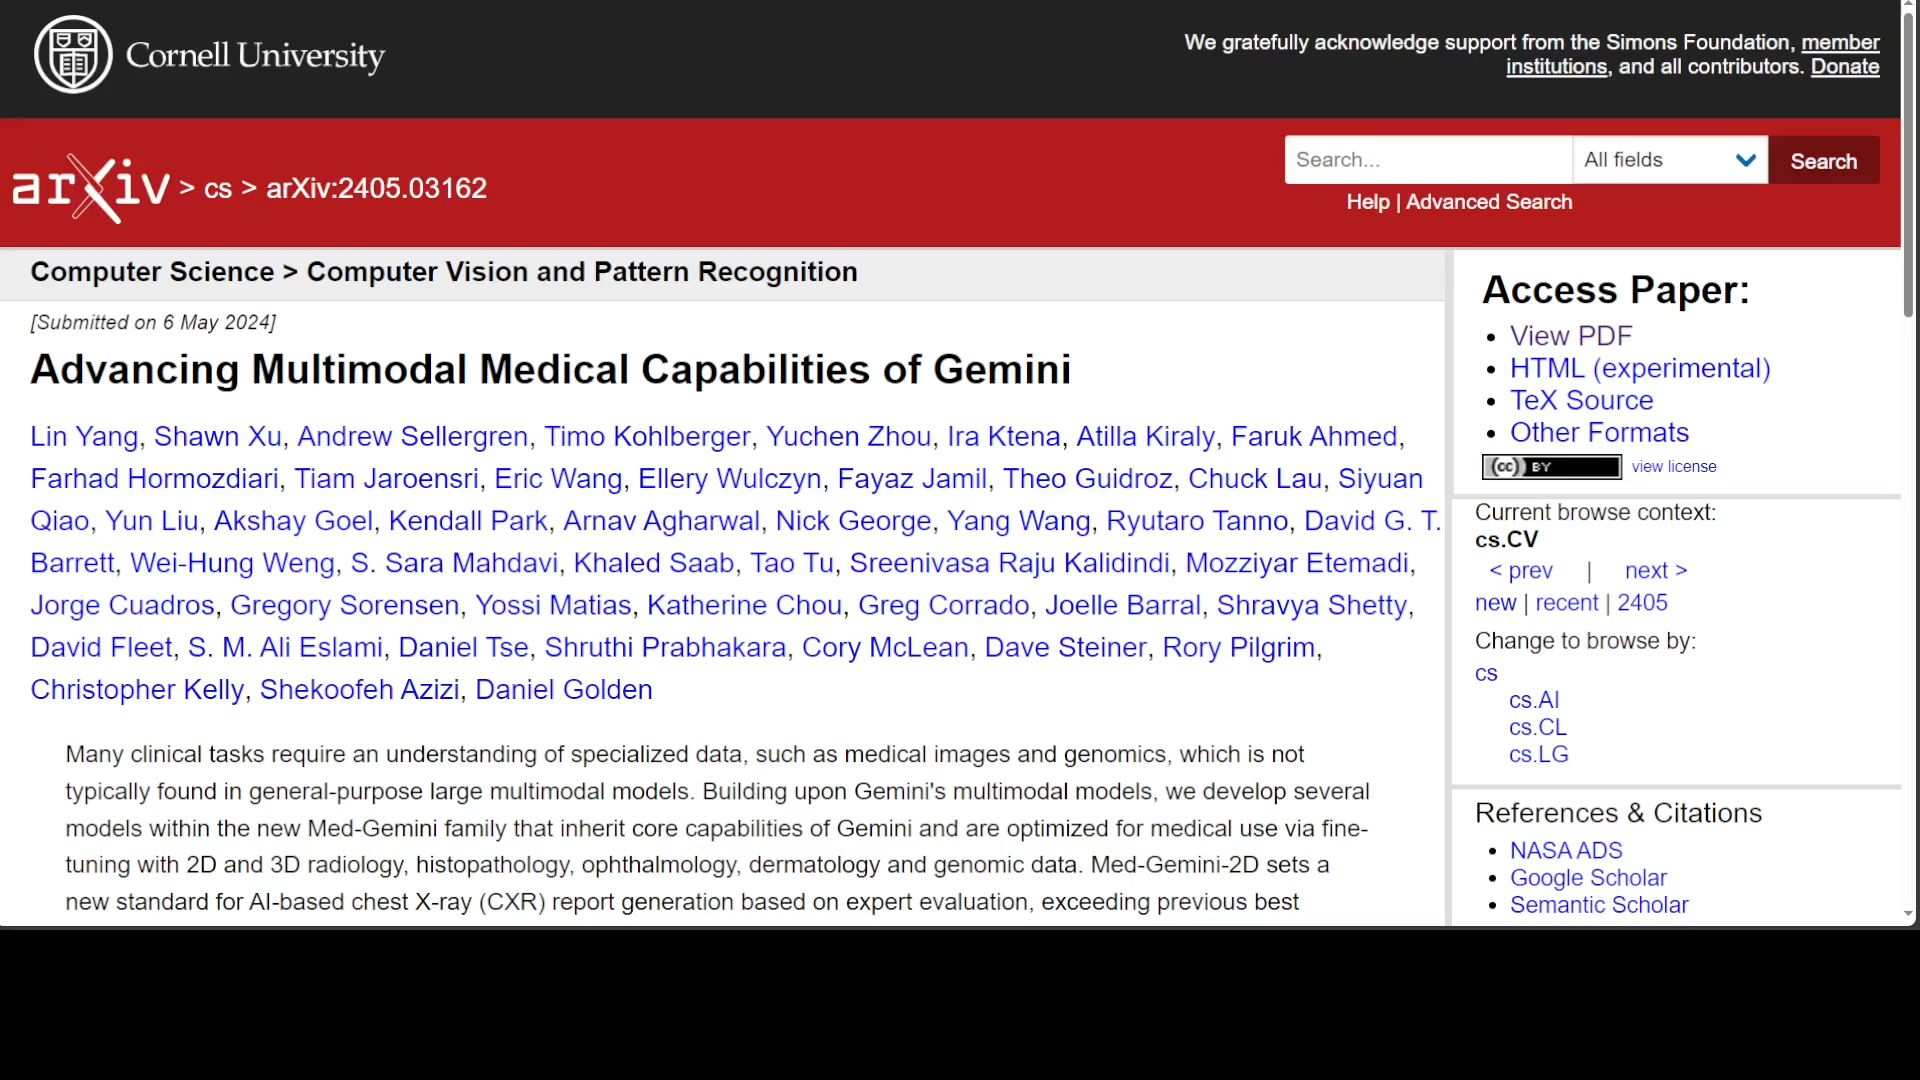 Cornell University
We gratefully acknowledge support from the Simons Foundation, member
institutions, and all contributors. Donate
arXiv > cs > arXiv:2405.03162
Search...
All fields
Search
Help | Advanced Search
Computer Science > Computer Vision and Pattern Recognition
[Submitted on 6 May 2024]
Advancing Multimodal Medical Capabilities of Gemini
Lin Yang, Shawn Xu, Andrew Sellergren, Timo Kohlberger, Yuchen Zhou, Ira Ktena, Atilla Kiraly, Faruk Ahmed,
Farhad Hormozdiari, Tiam Jaroensri, Eric Wang, Ellery Wulczyn, Fayaz Jamil, Theo Guidroz, Chuck Lau, Siyuan
Qiao, Yun Liu, Akshay Goel, Kendall Park, Arnav Agharwal, Nick George, Yang Wang, Ryutaro Tanno, David G. T.
Barrett, Wei-Hung Weng, S. Sara Mahdavi, Khaled Saab, Tao Tu, Sreenivasa Raju Kalidindi, Mozziyar Etemadi,
Jorge Cuadros, Gregory Sorensen, Yossi Matias, Katherine Chou, Greg Corrado, Joelle Barral, Shravya Shetty,
David Fleet, S. M. Ali Eslami, Daniel Tse, Shruthi Prabhakara, Cory McLean, Dave Steiner, Rory Pilgrim,
Christopher Kelly, Shekoofeh Azizi, Daniel Golden
Many clinical tasks require an understanding of specialized data, such as medical images and genomics, which is not
typically found in general-purpose large multimodal models. Building upon Gemini's multimodal models, we develop several
models within the new Med-Gemini family that inherit core capabilities of Gemini and are optimized for medical use via fine-
tuning with 2D and 3D radiology, histopathology, ophthalmology, dermatology and genomic data. Med-Gemini-2D sets a
new standard for AI-based chest X-ray (CXR) report generation based on expert evaluation, exceeding previous best
Access Paper:
View PDF
HTML (experimental)
TeX Source
Other Formats
(cc) BY view license
Current browse context:
cs.CV
< prev | next >
new | recent | 2405
Change to browse by:
cs
cs.AI
cs.CL
cs.LG
References & Citations
NASA ADS
Google Scholar
Semantic Scholar